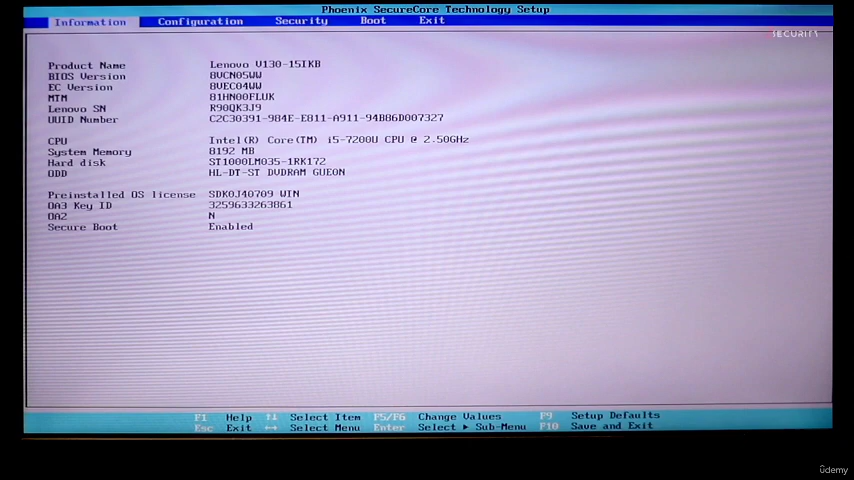 Phoenix SecureCore Technology Setup
Information Configuration Security Boot Exit
SECURITY
Product Name Lenovo V130-15IKB
BIOS Version 8VCN05WW
EC Version 8VEC04WW
MTM 81HN00FLUK
Lenovo SN R90QK3J9
UUID Number C2C30391-984E-E811-A911-94B86D007327
CPU Intel(R) Core(TM) i5-7200U CPU @ 2.50GHz
System Memory 8192 MB
Hard disk ST1000LM035-1RK172
ODD HL-DT-ST DVDRAM GUE0N
Preinstalled OS license SDK0J40709 WIN
OA3 Key ID 3259633263861
OA2 N
Secure Boot Enabled
F1 Help ↑↓ Select Item F5/F6 Change Values F9 Setup Defaults
Esc Exit ↔ Select Menu Enter Select ▶ Sub-Menu F10 Save and Exit
ûdemy